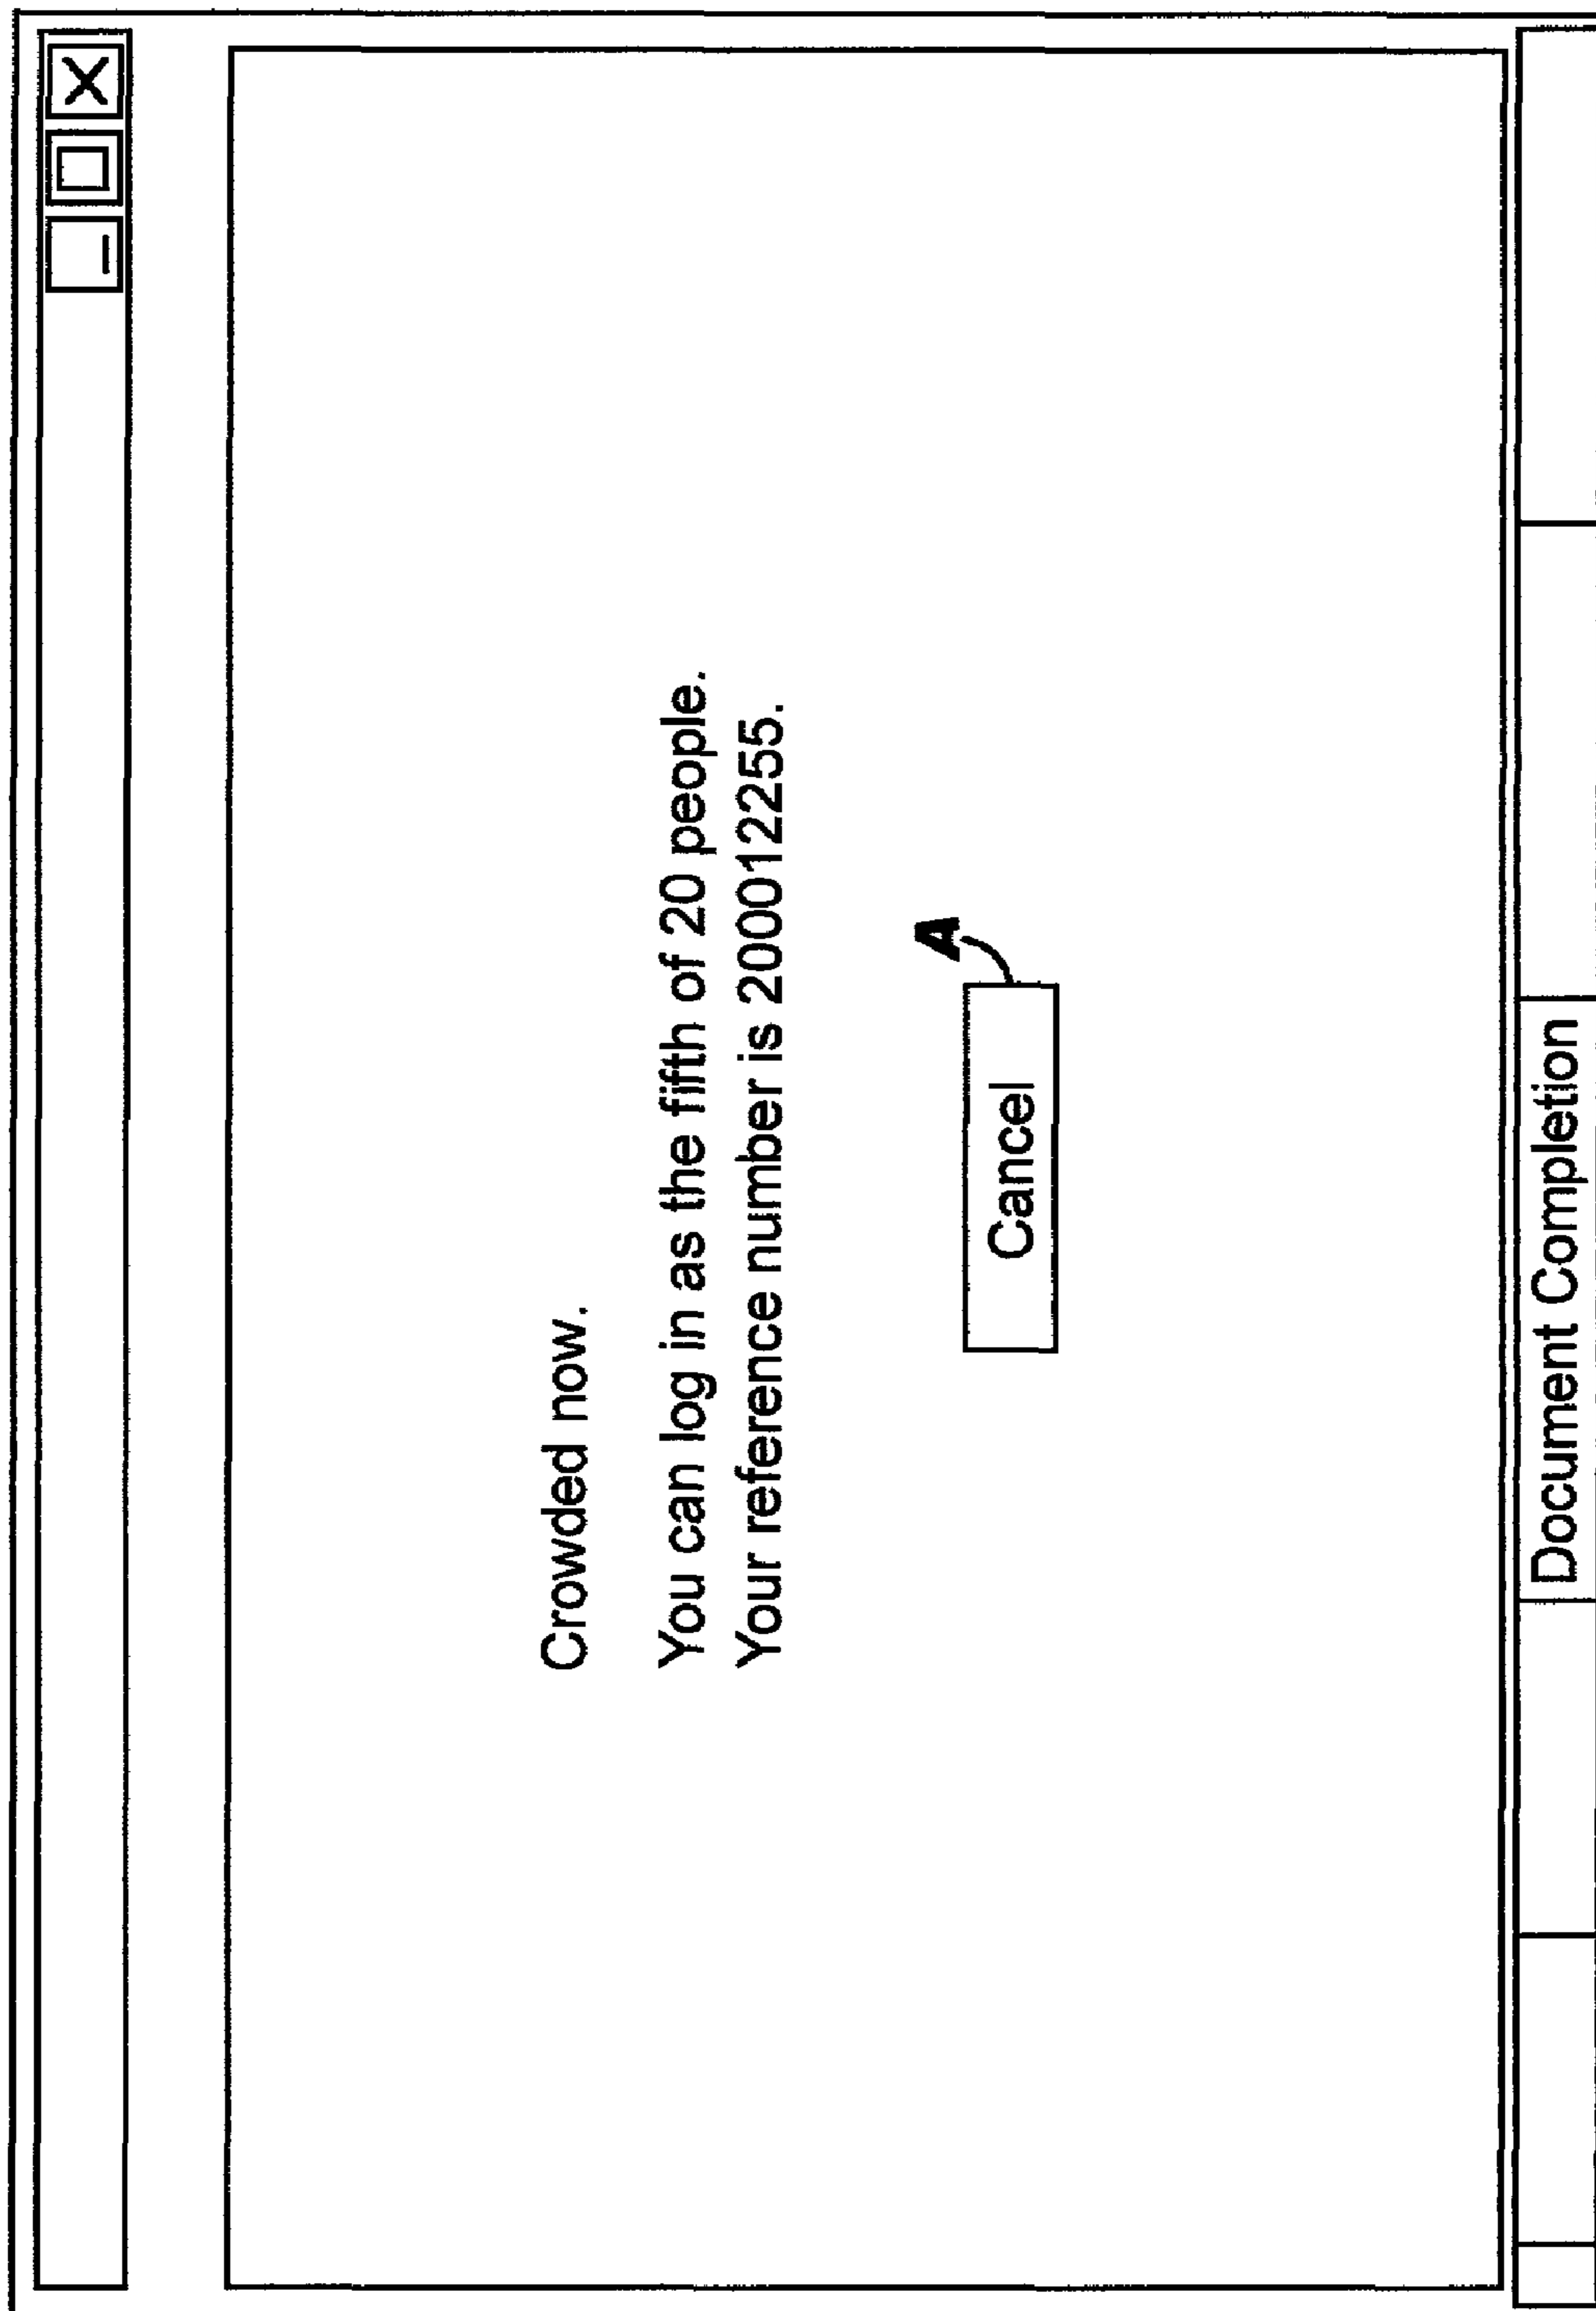 Crowded now.
You can log in as the fifth of 20 people.
Your reference number is 200012255.
A
Cancel
Document Completion